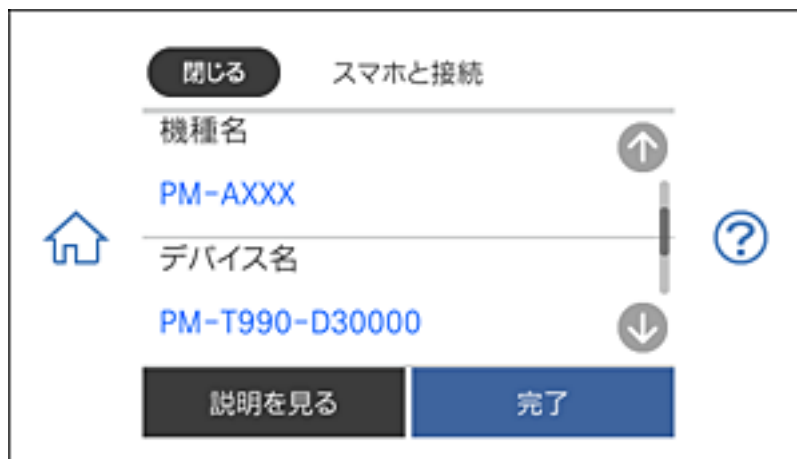 閉じる スマホと接続
機種名
PM-AXXX
デバイス名
PM-T990-D30000
説明を見る 完了